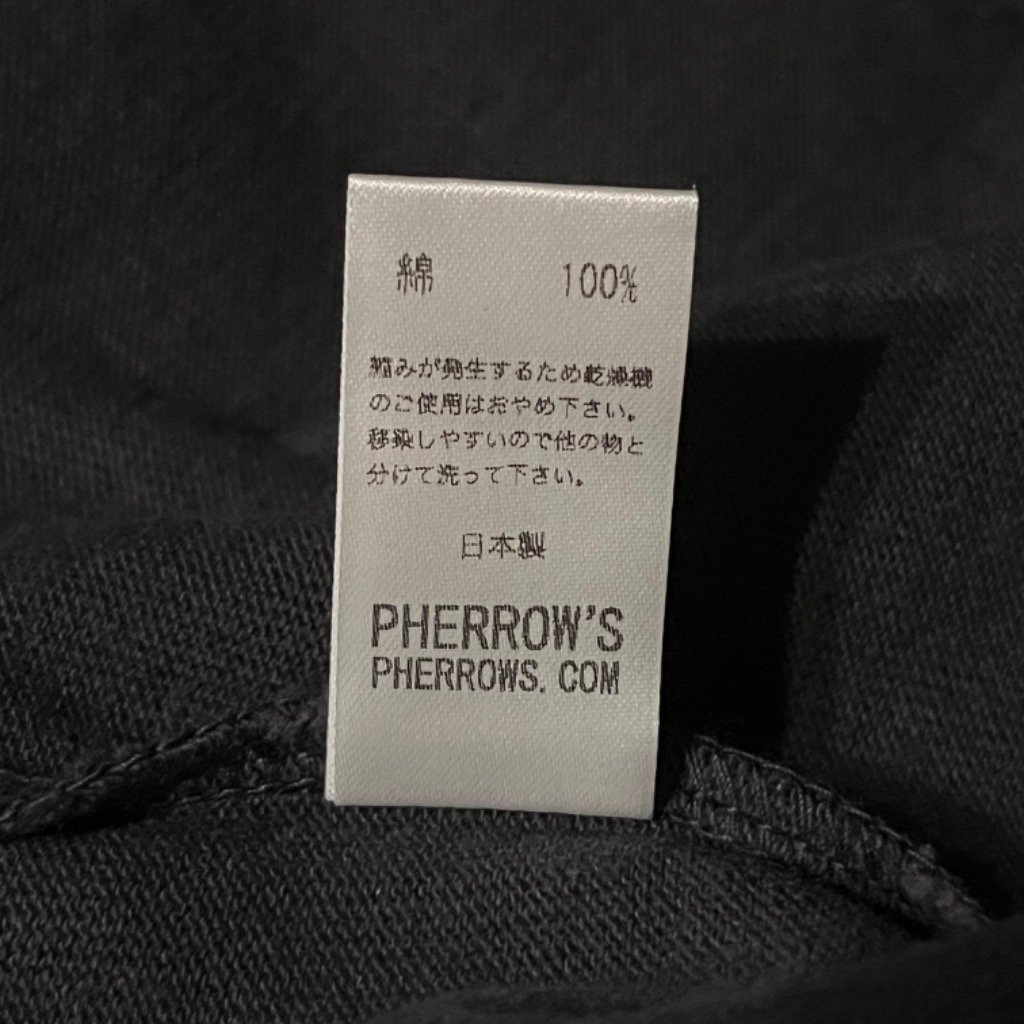 綿 100%
縮みが発生するため乾燥機
のご使用はおやめ下さい。
移染しやすいので他の物と
分けて洗って下さい。
日本製
PHERROW'S
PHERROWS. COM